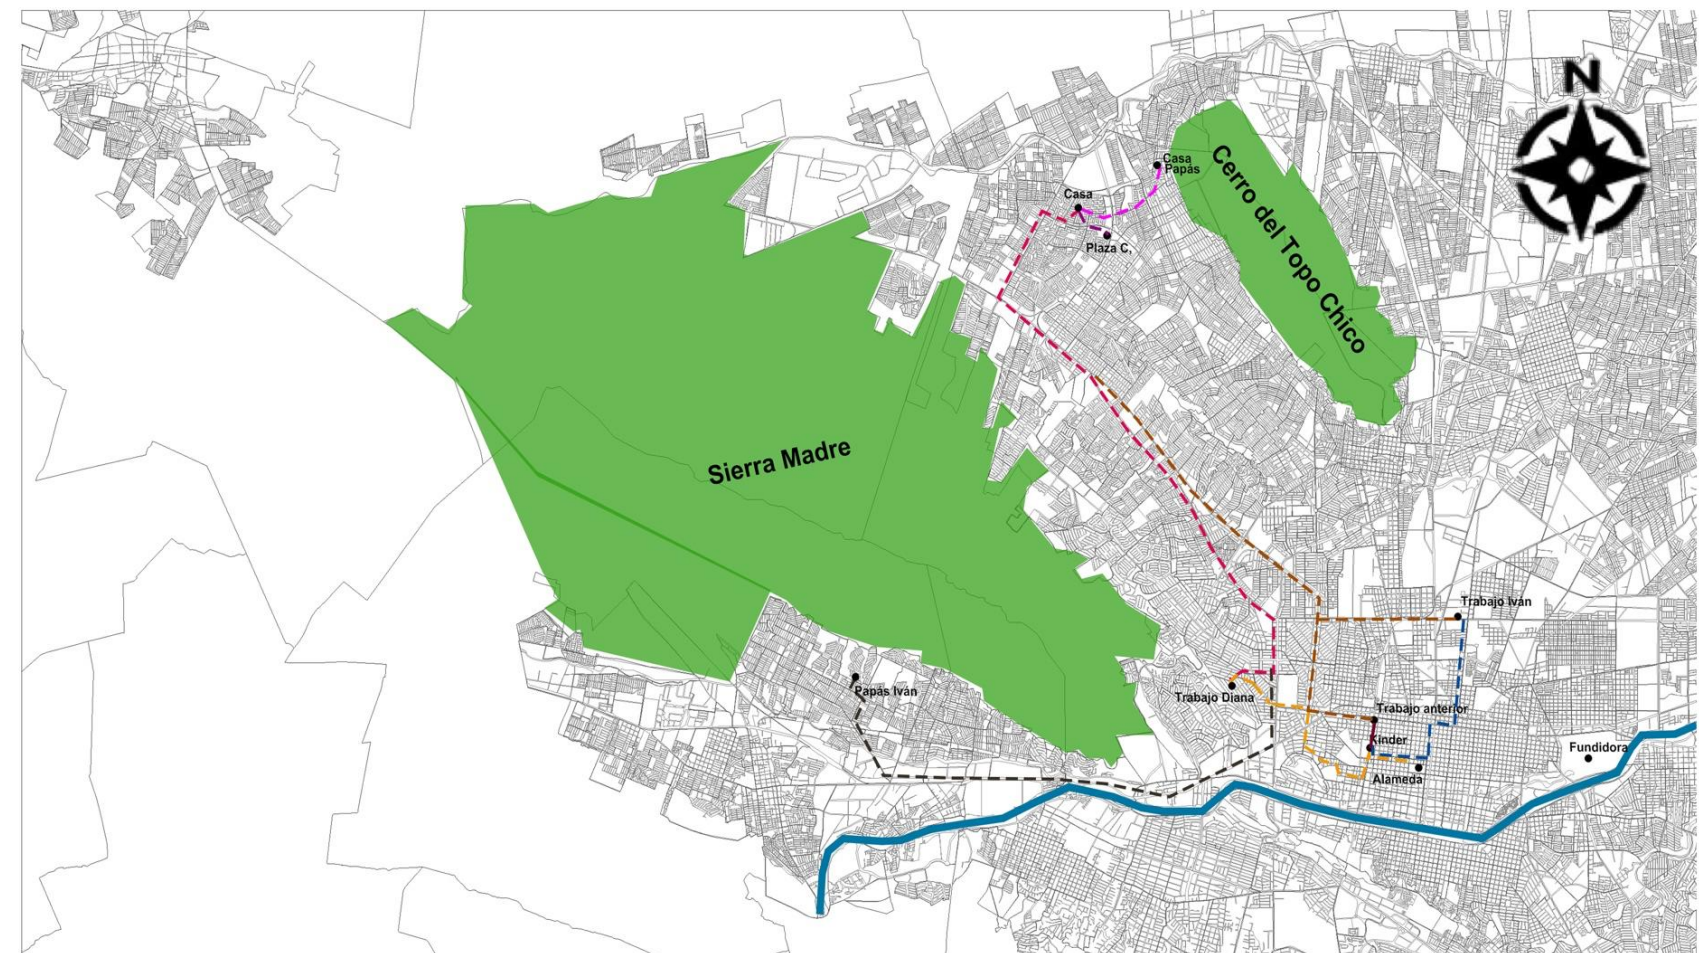 N
Casa
Papás
Cerro del Topo Chico
Casa
Plaza C,
Sierra Madre
Trabajo Iván
Papás Iván
Trabajo Diana
Trabajo anterior
Kinder
Fundidora
Alameda